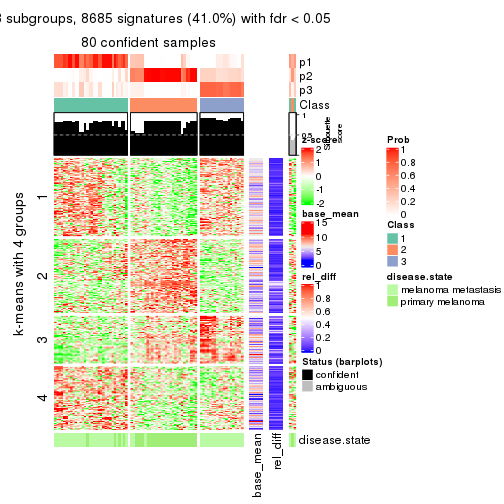 3 subgroups, 8685 signatures (41.0%) with fdr < 0.05
80 confident samples
p1
p2
p3
Class
1
0.5
0
Silhouette
score
k-means with 4 groups
1
2
3
4
z-score
2
1
0
-1
-2
base_mean
15
10
5
0
rel_diff
1
0.8
0.6
0.4
0.2
0
Status (barplots)
confident
ambiguous
Prob
1
0.8
0.6
0.4
0.2
0
Class
1
2
3
disease.state
melanoma metastasis
primary melanoma
disease.state
base_mean
rel_diff